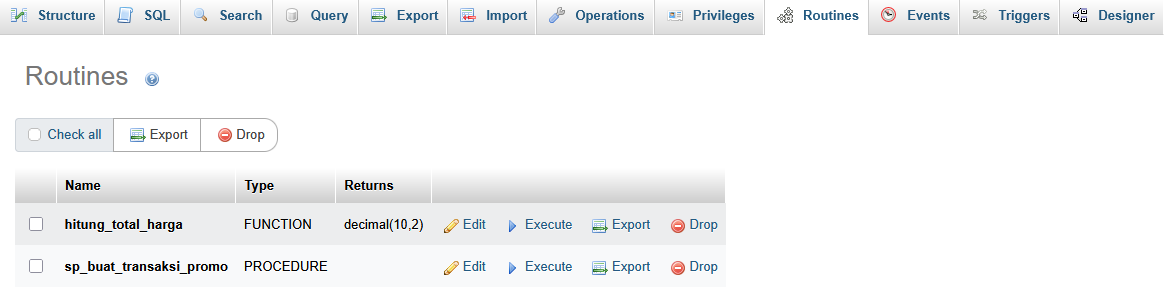 Structure SQL Search Query Export Import Operations Privileges Routines Events Triggers Designer
Routines
Check all Export Drop
Name Type Returns
hitung_total_harga FUNCTION decimal(10,2) Edit Execute Export Drop
sp_buat_transaksi_promo PROCEDURE Edit Execute Export Drop